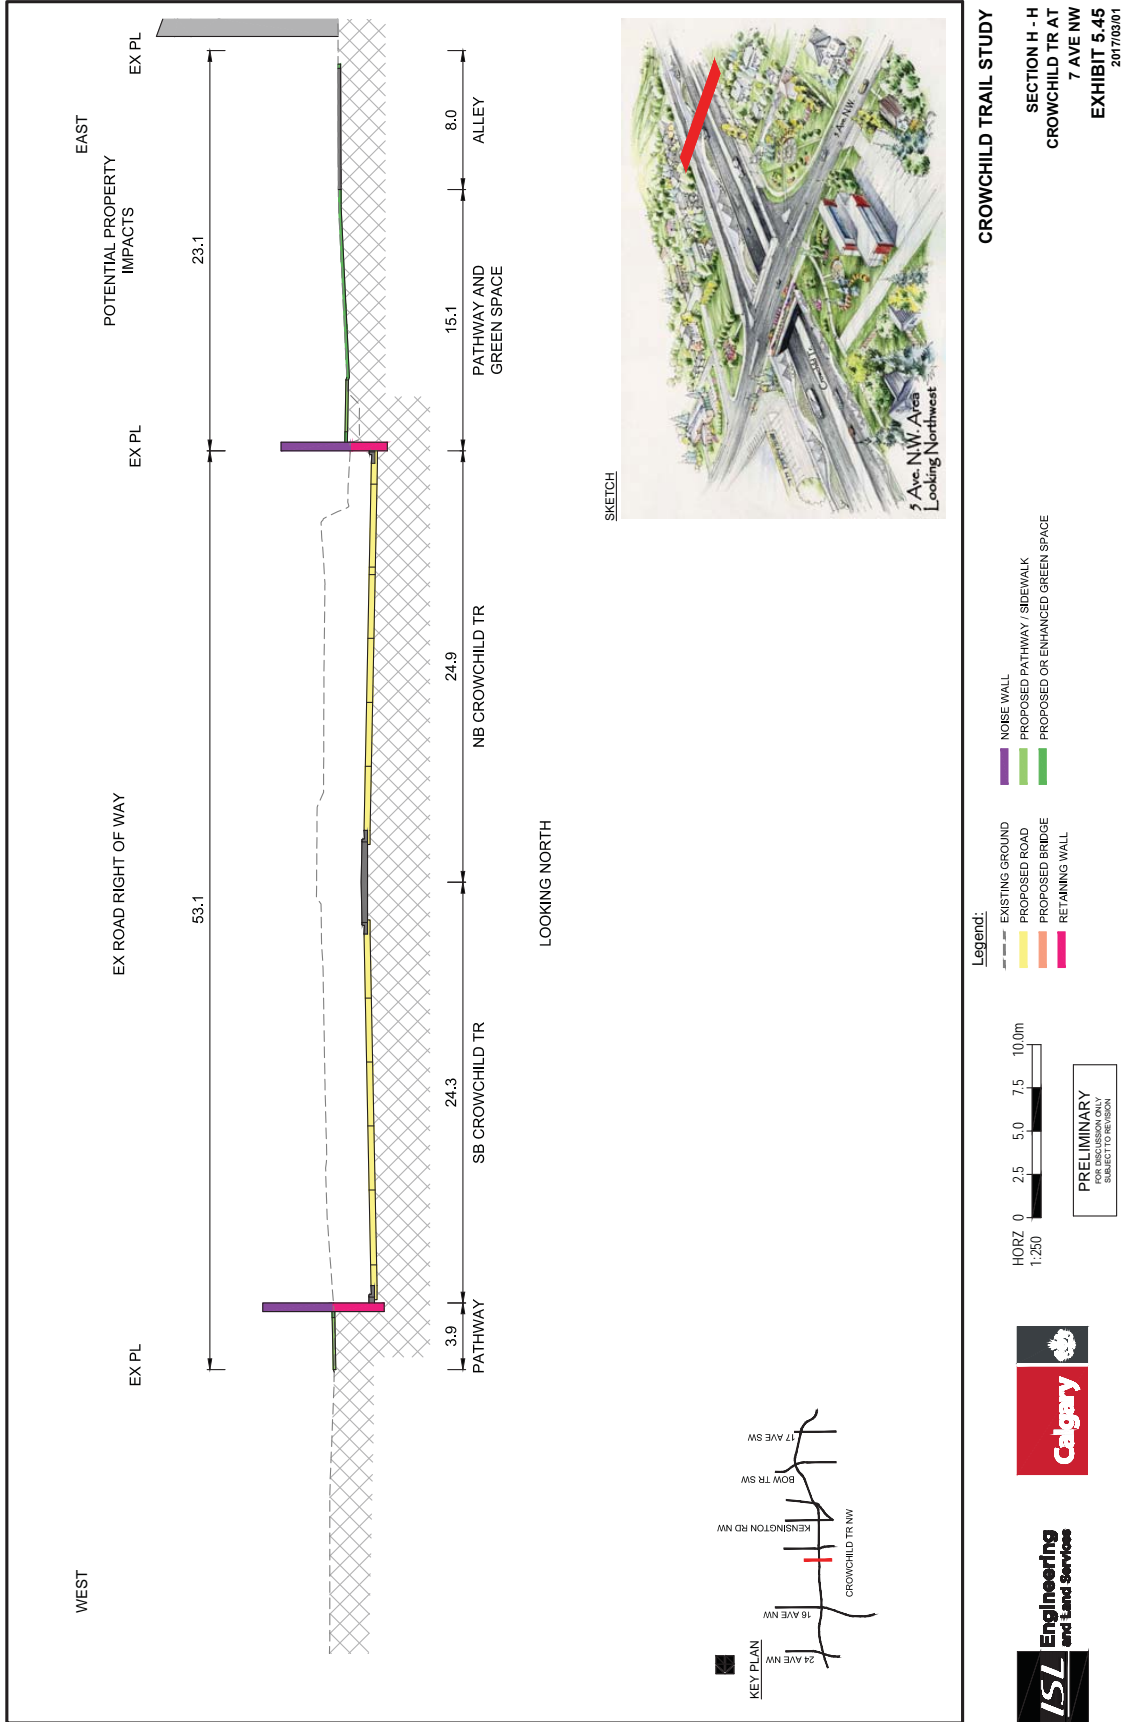 WEST
EAST
EX ROAD RIGHT OF WAY
POTENTIAL PROPERTY
IMPACTS
EX PL
EX PL
EX PL
53.1
23.1
3.9
PATHWAY
24.3
SB CROWCHILD TR
24.9
NB CROWCHILD TR
15.1
PATHWAY AND
GREEN SPACE
8.0
ALLEY
LOOKING NORTH
SKETCH
5 Ave N.W.
5 Ave. N.W. Area
Looking Northwest
KEY PLAN
24 AVE NW
16 AVE NW
CROWCHILD TR NW
KENSINGTON RD NW
BOW TR SW
17 AVE SW
ISL Engineering
and Land Services
Calgary
HORZ
1:250
0 2.5 5.0 7.5 10.0m
PRELIMINARY
FOR DISCUSSION ONLY
SUBJECT TO REVISION
Legend:
EXISTING GROUND
PROPOSED ROAD
PROPOSED BRIDGE
RETAINING WALL
NOISE WALL
PROPOSED PATHWAY / SIDEWALK
PROPOSED OR ENHANCED GREEN SPACE
CROWCHILD TRAIL STUDY
SECTION H - H
CROWCHILD TR AT
7 AVE NW
EXHIBIT 5.45
2017/03/01